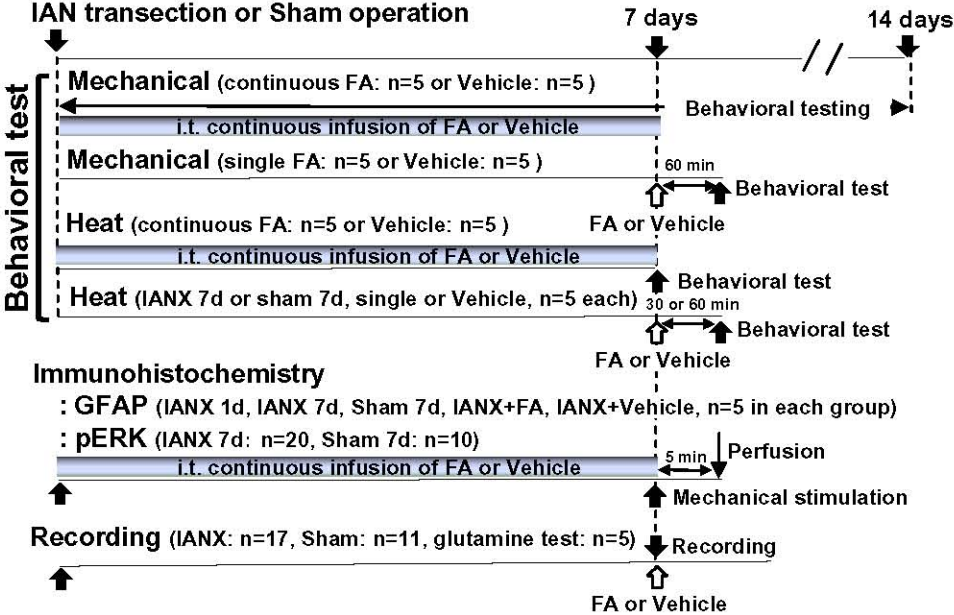 IAN transection or Sham operation
7 days
14 days
Behavioral test
Mechanical (continuous FA: n=5 or Vehicle: n=5 )
Behavioral testing
i.t. continuous infusion of FA or Vehicle
Mechanical (single FA: n=5 or Vehicle: n=5 )
60 min
Behavioral test
FA or Vehicle
Heat (continuous FA: n=5 or Vehicle: n=5 )
i.t. continuous infusion of FA or Vehicle
Behavioral test
Heat (IANX 7d or sham 7d, single or Vehicle, n=5 each)
30 or 60 min
Behavioral test
FA or Vehicle
Immunohistochemistry
: GFAP (IANX 1d, IANX 7d, Sham 7d, IANX+FA, IANX+Vehicle, n=5 in each group)
: pERK (IANX 7d: n=20, Sham 7d: n=10)
i.t. continuous infusion of FA or Vehicle
5 min
Perfusion
Mechanical stimulation
Recording (IANX: n=17, Sham: n=11, glutamine test: n=5)
Recording
FA or Vehicle